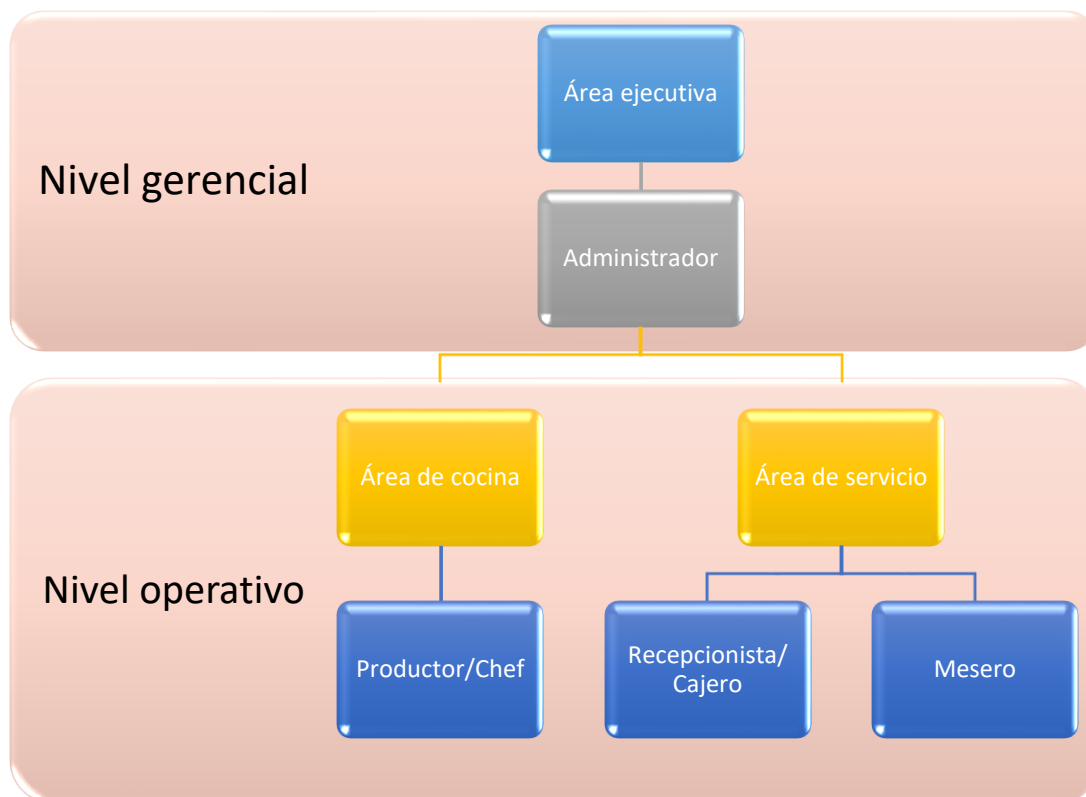 Área ejecutiva
Nivel gerencial
Administrador
Área de cocina
Área de servicio
Nivel operativo
Productor/Chef
Recepcionista/
Cajero
Mesero